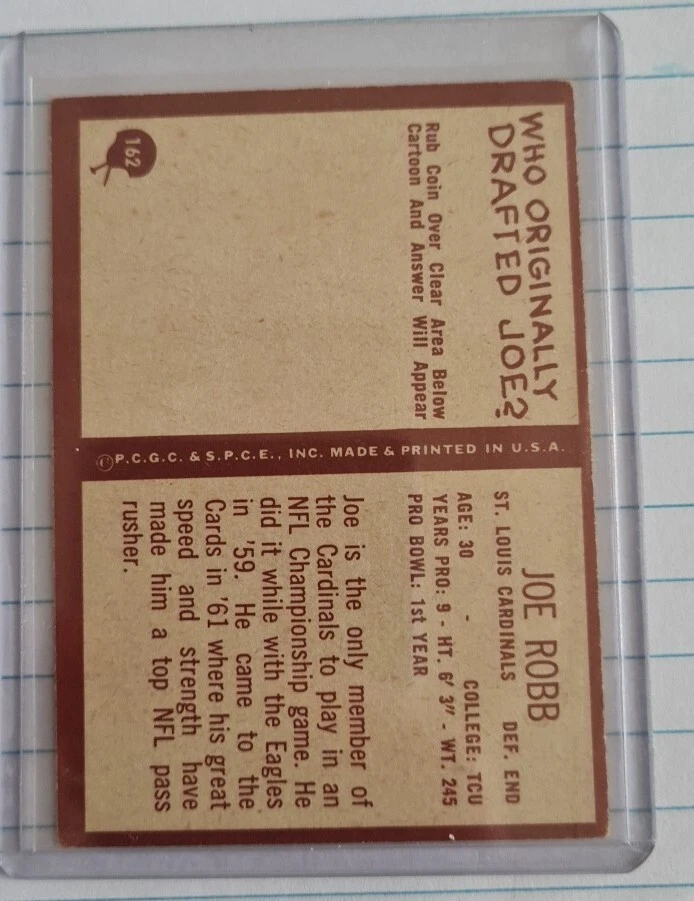 WHO ORIGINALLY
DRAFTED JOE?
Rub Coin Over Clear Area Below
Cartoon And Answer Will Appear
162
©P.C.G.C. & S.P.C.E., INC. MADE & PRINTED IN U.S.A.
JOE ROBB
ST. LOUIS CARDINALS DEF. END
AGE: 30 - COLLEGE: TCU
YEARS PRO: 9 - HT. 6' 3" - WT. 245
PRO BOWL: 1st YEAR
Joe is the only member of
the Cardinals to play in an
NFL Championship game. He
did it while with the Eagles
in '59. He came to the
Cards in '61 where his great
speed and strength have
made him a top NFL pass
rusher.